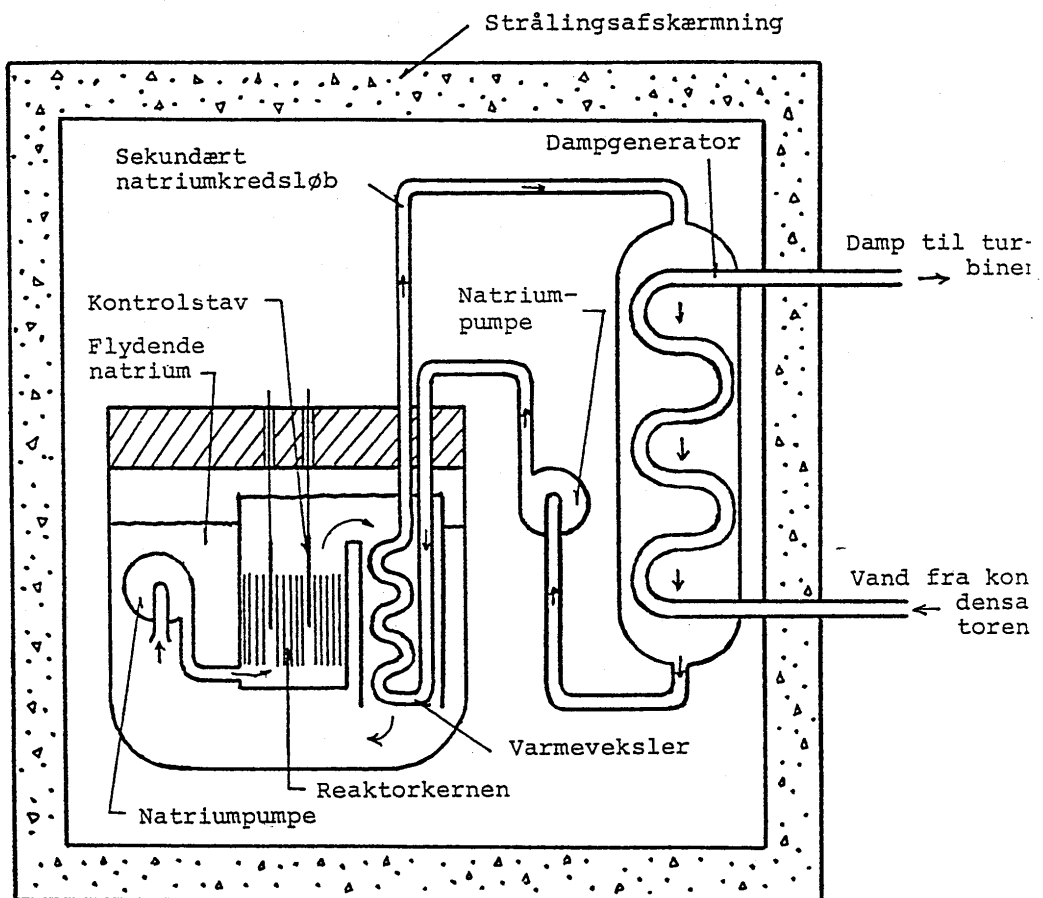 Strålingsafskærmning
Dampgenerator
Sekundært
natriumkredsløb
Damp til tur-
biner
Kontrolstav
Natrium-
pumpe
Flydende
natrium
Vand fra kon
densa
toren
Varmeveksler
Reaktorkernen
Natriumpumpe